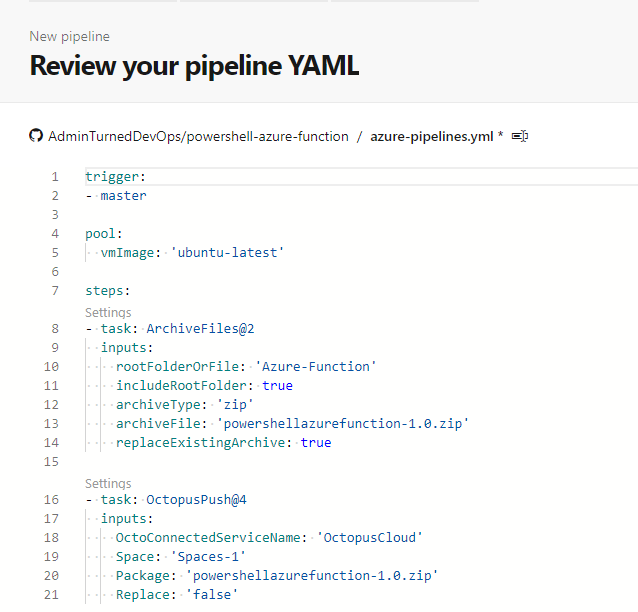 New pipeline
Review your pipeline YAML
AdminTurnedDevOps/powershell-azure-function / azure-pipelines.yml *
1 trigger:
2 - master
3
4 pool:
5   vmImage: 'ubuntu-latest'
6
7 steps:
Settings
8 - task: ArchiveFiles@2
9   inputs:
10     rootFolderOrFile: 'Azure-Function'
11     includeRootFolder: true
12     archiveType: 'zip'
13     archiveFile: 'powershellazurefunction-1.0.zip'
14     replaceExistingArchive: true
15
Settings
16 - task: OctopusPush@4
17   inputs:
18     OctoConnectedServiceName: 'OctopusCloud'
19     Space: 'Spaces-1'
20     Package: 'powershellazurefunction-1.0.zip'
21     Replace: 'false'